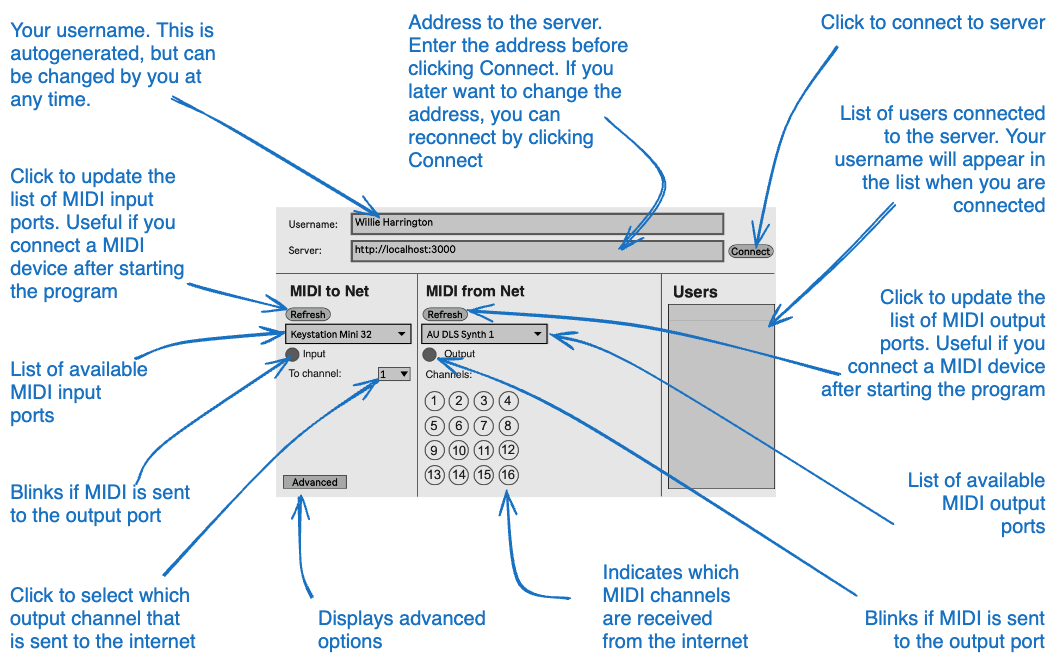 Your username. This is
autogenerated, but can
be changed by you at
any time.
Address to the server.
Enter the address before
clicking Connect. If you
later want to change the
address, you can
reconnect by clicking
Connect
Click to connect to server
List of users connected
to the server. Your
username will appear in
the list when you are
connected
Click to update the
list of MIDI input
ports. Useful if you
connect a MIDI
device after starting
the program
Username:
Willie Harrington
Server:
http://localhost:3000
Connect
MIDI to Net
Refresh
Keystation Mini 32
Input
To channel:
1
Advanced
MIDI from Net
Refresh
AU DLS Synth 1
Output
Channels:
1 2 3 4
5 6 7 8
9 10 11 12
13 14 15 16
Users
Click to update the
list of MIDI output
ports. Useful if you
connect a MIDI device
after starting the program
List of available
MIDI input
ports
List of available
MIDI output
ports
Blinks if MIDI is sent
to the output port
Click to select which
output channel that
is sent to the internet
Displays advanced
options
Indicates which
MIDI channels
are received
from the internet
Blinks if MIDI is sent
to the output port